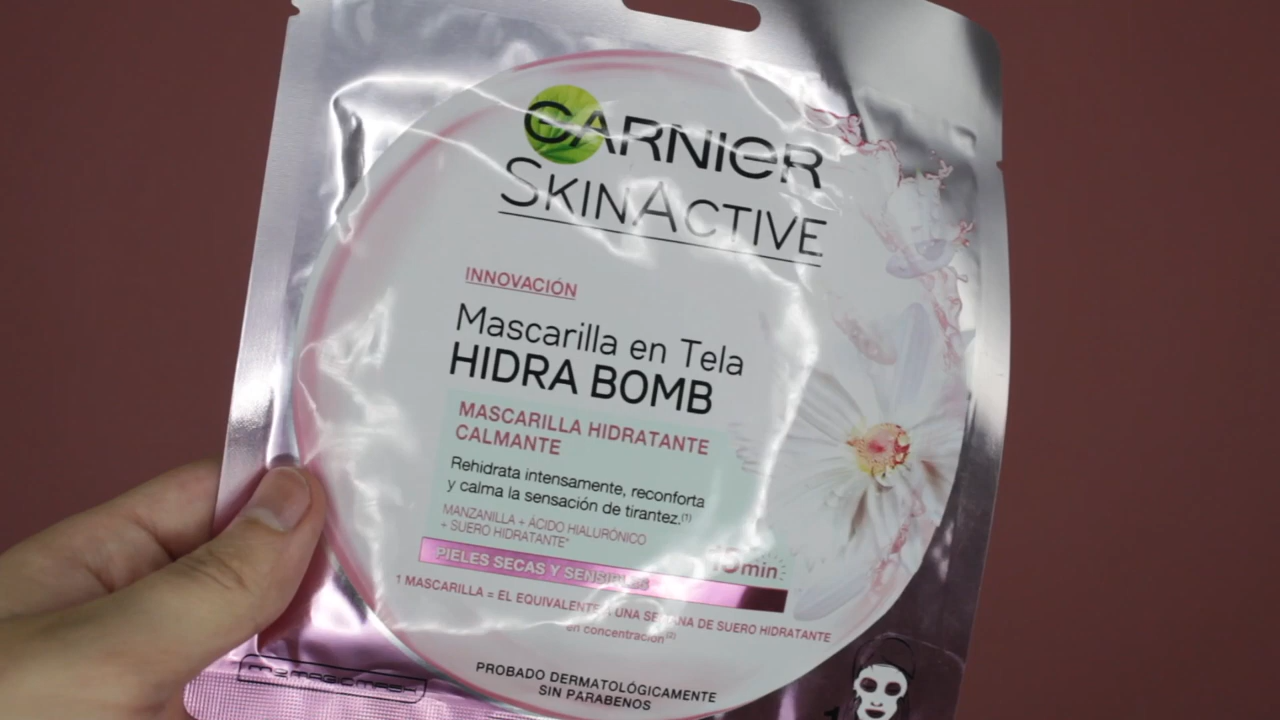 GARNIER
SKINACTIVE
INNOVACIÓN
Mascarilla en Tela
HIDRA BOMB
MASCARILLA HIDRATANTE
CALMANTE
Rehidrata intensamente, reconforta
y calma la sensación de tirantez.(1)
MANZANILLA + ÁCIDO HIALURÓNICO
+ SUERO HIDRATANTE*
PIELES SECAS Y SENSIBLES
15min
1 MASCARILLA = EL EQUIVALENTE A UNA SEMANA DE SUERO HIDRATANTE
en concentración(2)
PROBADO DERMATOLÓGICAMENTE
SIN PARABENOS
1